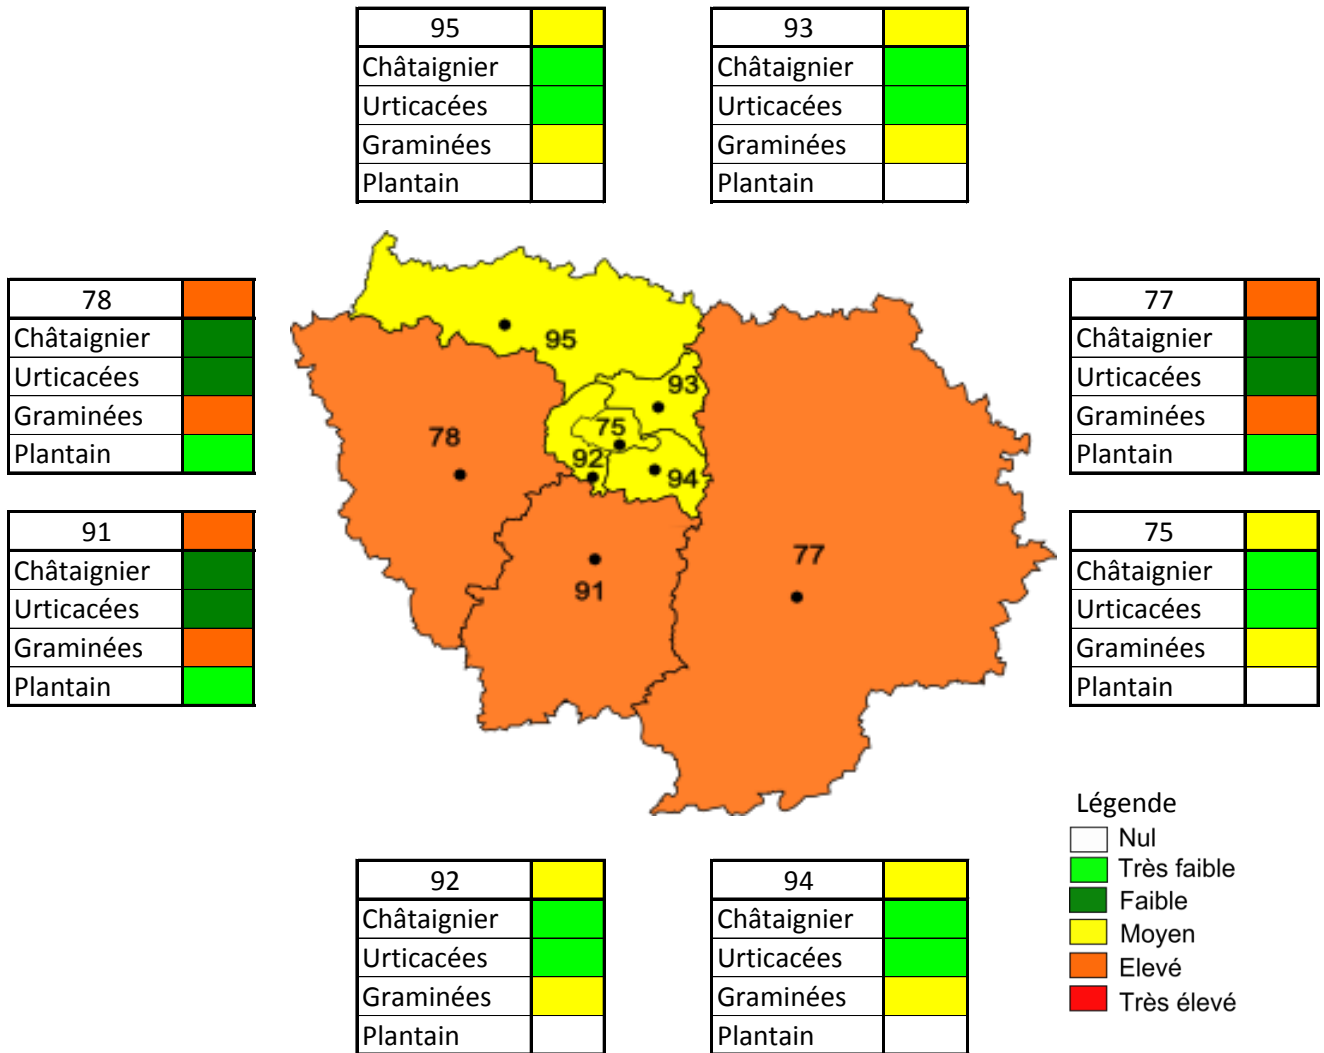 95
Châtaignier
Urticacées
Graminées
Plantain
93
Châtaignier
Urticacées
Graminées
Plantain
78
Châtaignier
Urticacées
Graminées
Plantain
91
Châtaignier
Urticacées
Graminées
Plantain
95
93
75
78
92
94
77
91
77
Châtaignier
Urticacées
Graminées
Plantain
75
Châtaignier
Urticacées
Graminées
Plantain
92
Châtaignier
Urticacées
Graminées
Plantain
94
Châtaignier
Urticacées
Graminées
Plantain
Légende
Nul
Très faible
Faible
Moyen
Elevé
Très élevé